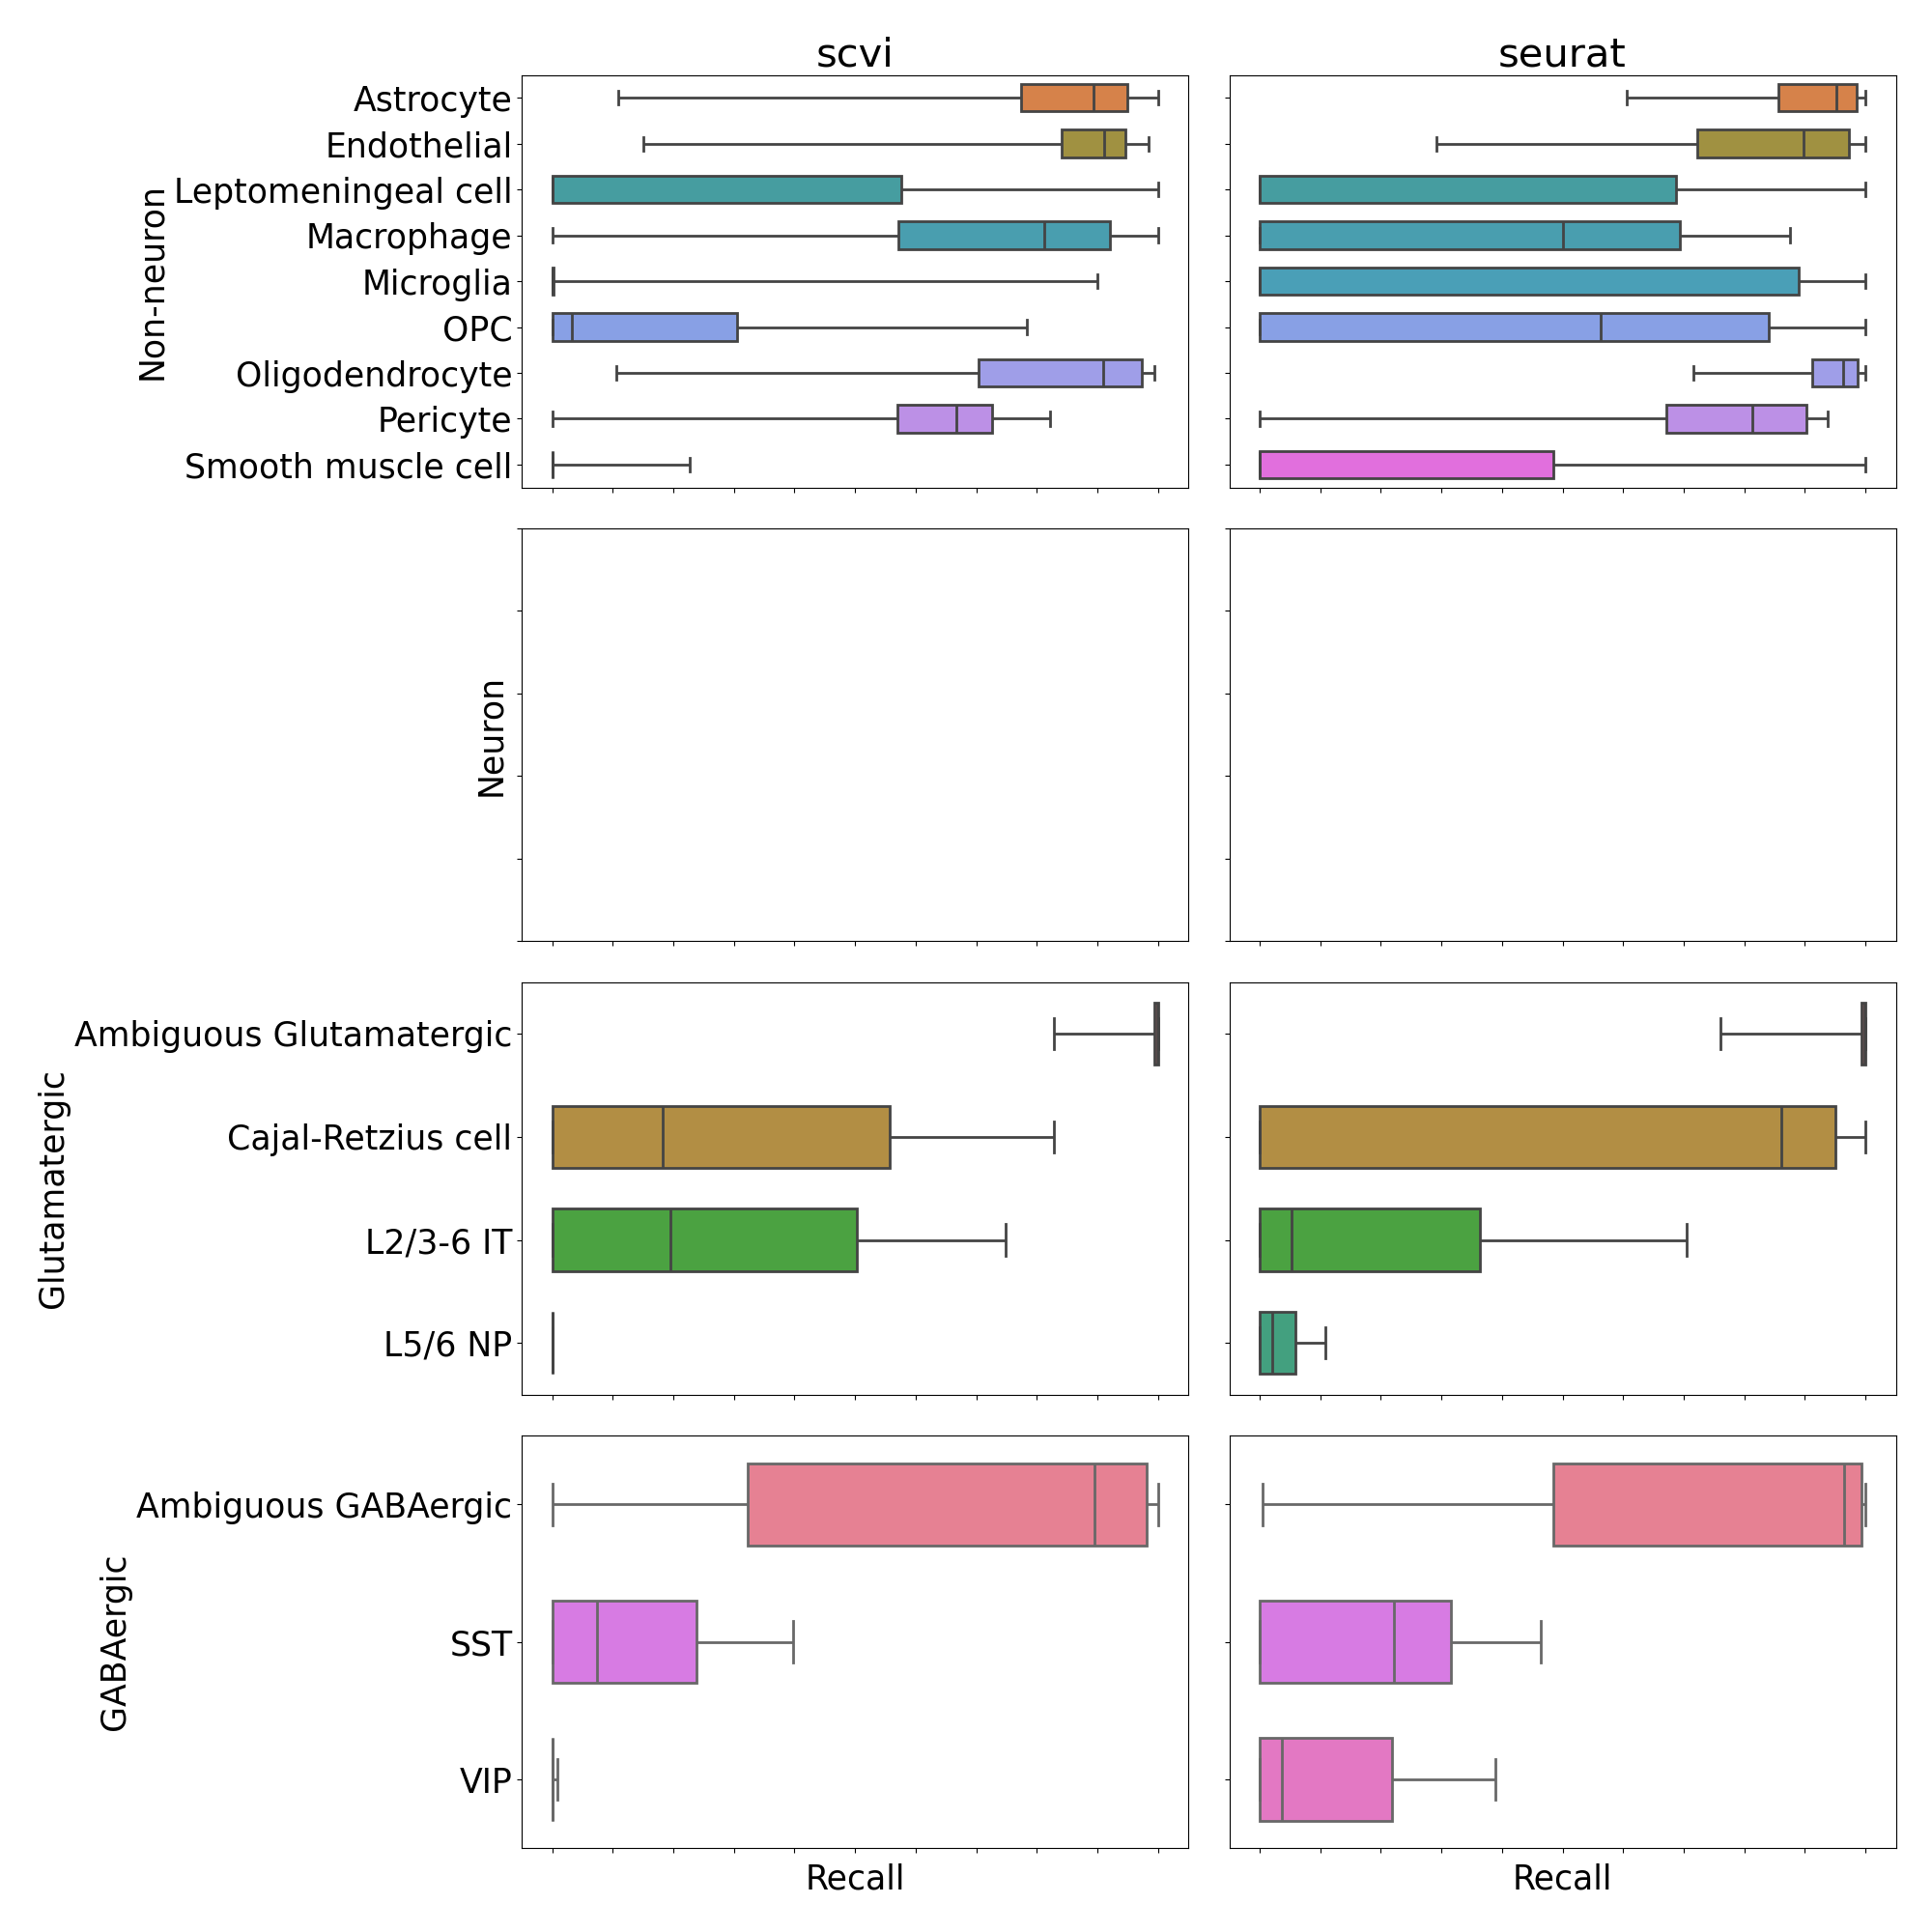 scvi
seurat
Non-neuron
Astrocyte
Endothelial
Leptomeningeal cell
Macrophage
Microglia
OPC
Oligodendrocyte
Pericyte
Smooth muscle cell
Neuron
Glutamatergic
Ambiguous Glutamatergic
Cajal-Retzius cell
L2/3-6 IT
L5/6 NP
GABAergic
Ambiguous GABAergic
SST
VIP
Recall
Recall